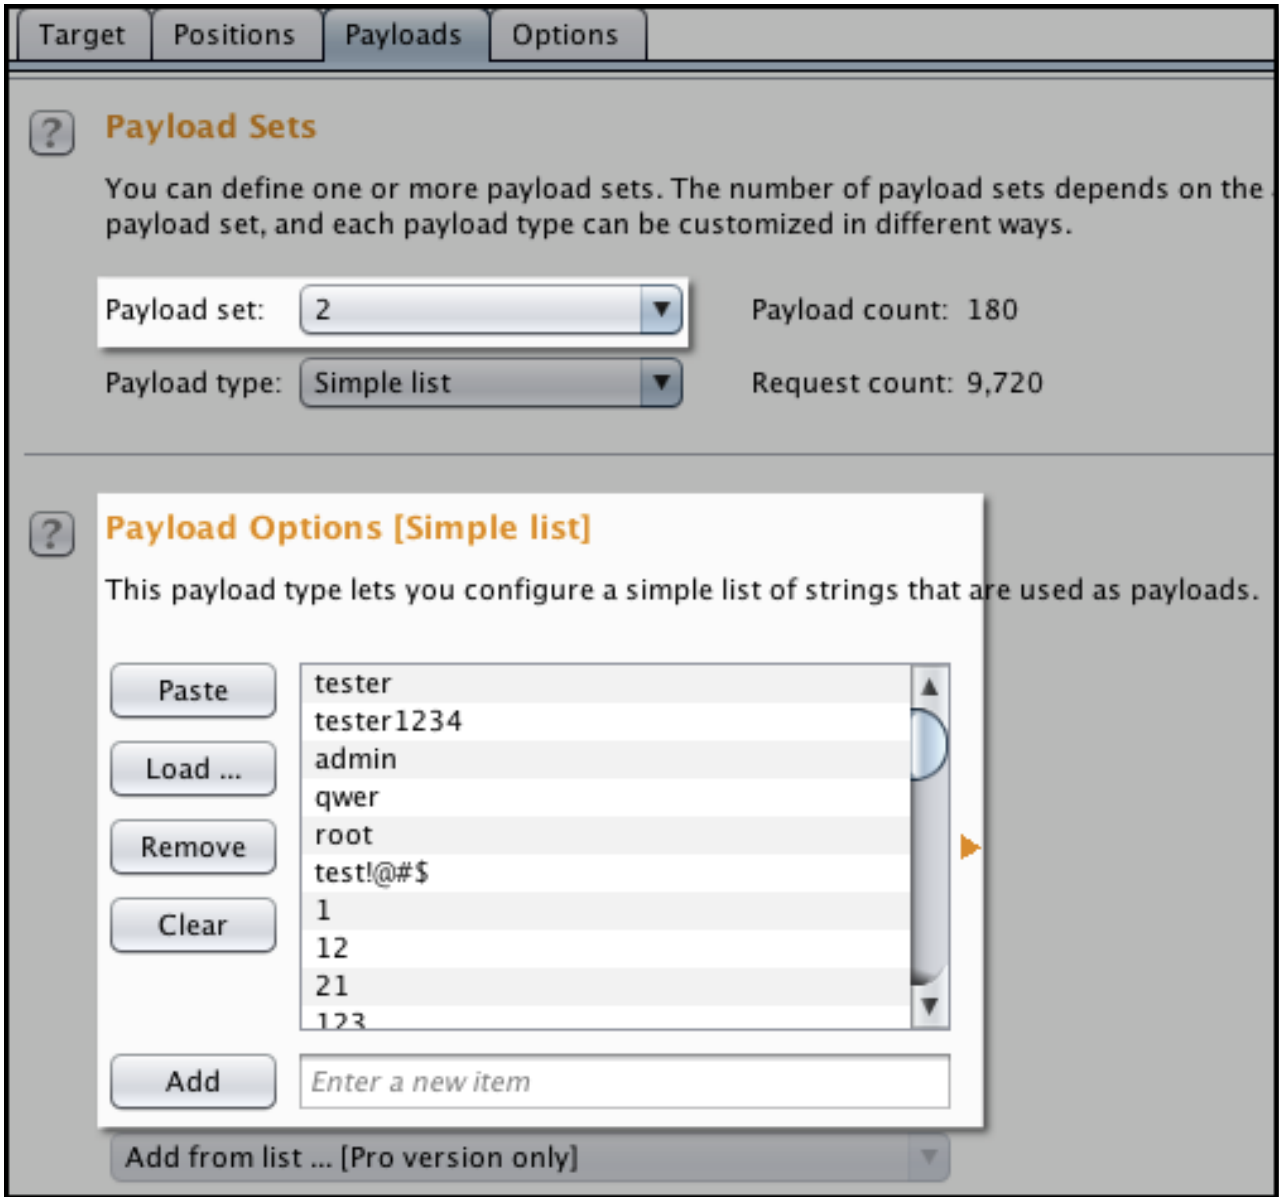 Target Positions Payloads Options
? Payload Sets
You can define one or more payload sets. The number of payload sets depends on the
payload set, and each payload type can be customized in different ways.
Payload set: 2 Payload count: 180
Payload type: Simple list Request count: 9,720
? Payload Options [Simple list]
This payload type lets you configure a simple list of strings that are used as payloads.
Paste
Load ...
Remove
Clear
tester
tester1234
admin
qwer
root
test!@#$
1
12
21
123
Add Enter a new item
Add from list ... [Pro version only]